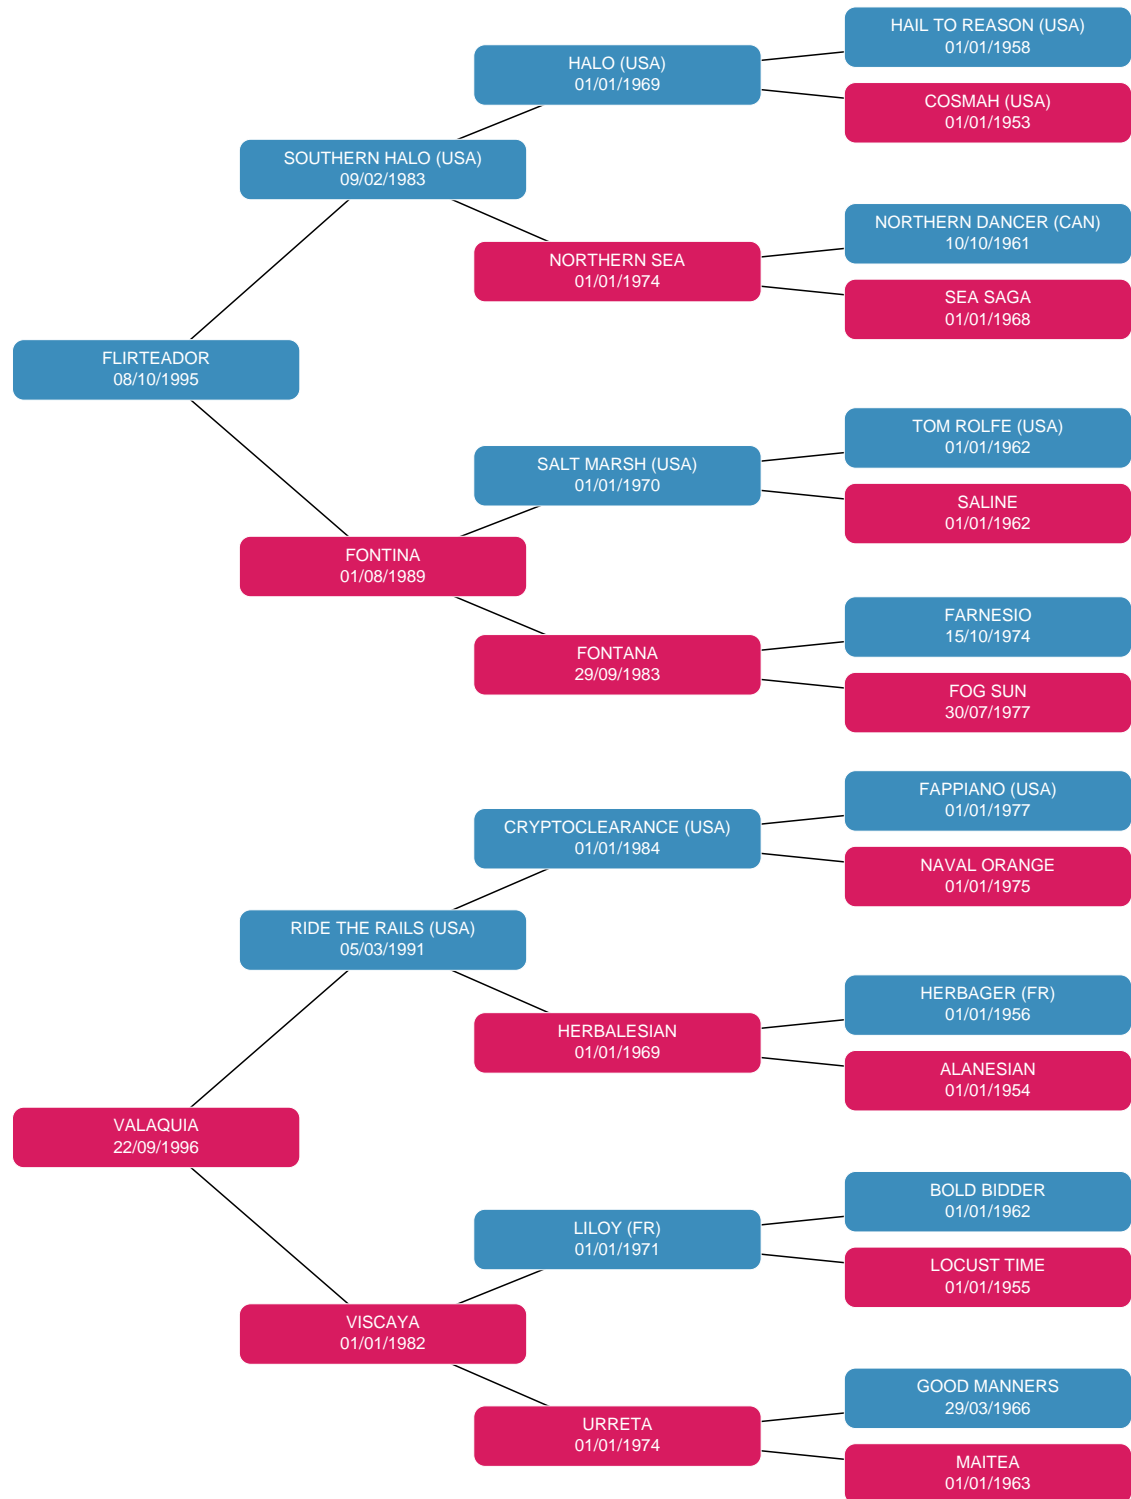 HAIL TO REASON (USA)
01/01/1958
HALO (USA)
01/01/1969
COSMAH (USA)
01/01/1953
SOUTHERN HALO (USA)
09/02/1983
NORTHERN DANCER (CAN)
10/10/1961
NORTHERN SEA
01/01/1974
SEA SAGA
01/01/1968
FLIRTEADOR
08/10/1995
TOM ROLFE (USA)
01/01/1962
SALT MARSH (USA)
01/01/1970
SALINE
01/01/1962
FONTINA
01/08/1989
FARNESIO
15/10/1974
FONTANA
29/09/1983
FOG SUN
30/07/1977
FAPPIANO (USA)
01/01/1977
CRYPTOCLEARANCE (USA)
01/01/1984
NAVAL ORANGE
01/01/1975
RIDE THE RAILS (USA)
05/03/1991
HERBAGER (FR)
01/01/1956
HERBALESIAN
01/01/1969
ALANESIAN
01/01/1954
VALAQUIA
22/09/1996
BOLD BIDDER
01/01/1962
LILOY (FR)
01/01/1971
LOCUST TIME
01/01/1955
VISCAYA
01/01/1982
GOOD MANNERS
29/03/1966
URRETA
01/01/1974
MAITEA
01/01/1963